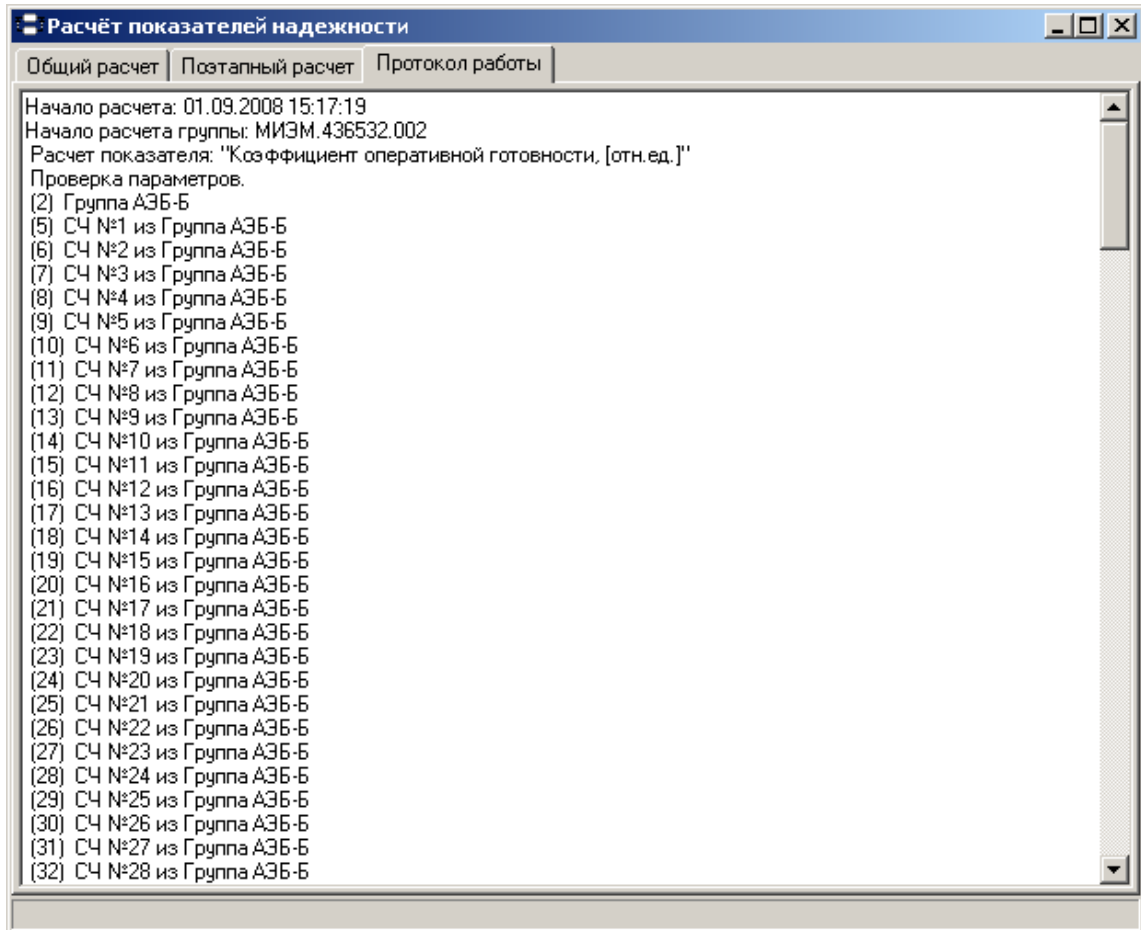 Расчёт показателей надежности
Общий расчет Поэтапный расчет Протокол работы
Начало расчета: 01.09.2008 15:17:19
Начало расчета группы: МИЭМ.436532.002
Расчет показателя: "Коэффициент оперативной готовности, [отн.ед.]"
Проверка параметров.
(2) Группа АЭБ-Б
(5) СЧ №1 из Группа АЭБ-Б
(6) СЧ №2 из Группа АЭБ-Б
(7) СЧ №3 из Группа АЭБ-Б
(8) СЧ №4 из Группа АЭБ-Б
(9) СЧ №5 из Группа АЭБ-Б
(10) СЧ №6 из Группа АЭБ-Б
(11) СЧ №7 из Группа АЭБ-Б
(12) СЧ №8 из Группа АЭБ-Б
(13) СЧ №9 из Группа АЭБ-Б
(14) СЧ №10 из Группа АЭБ-Б
(15) СЧ №11 из Группа АЭБ-Б
(16) СЧ №12 из Группа АЭБ-Б
(17) СЧ №13 из Группа АЭБ-Б
(18) СЧ №14 из Группа АЭБ-Б
(19) СЧ №15 из Группа АЭБ-Б
(20) СЧ №16 из Группа АЭБ-Б
(21) СЧ №17 из Группа АЭБ-Б
(22) СЧ №18 из Группа АЭБ-Б
(23) СЧ №19 из Группа АЭБ-Б
(24) СЧ №20 из Группа АЭБ-Б
(25) СЧ №21 из Группа АЭБ-Б
(26) СЧ №22 из Группа АЭБ-Б
(27) СЧ №23 из Группа АЭБ-Б
(28) СЧ №24 из Группа АЭБ-Б
(29) СЧ №25 из Группа АЭБ-Б
(30) СЧ №26 из Группа АЭБ-Б
(31) СЧ №27 из Группа АЭБ-Б
(32) СЧ №28 из Группа АЭБ-Б